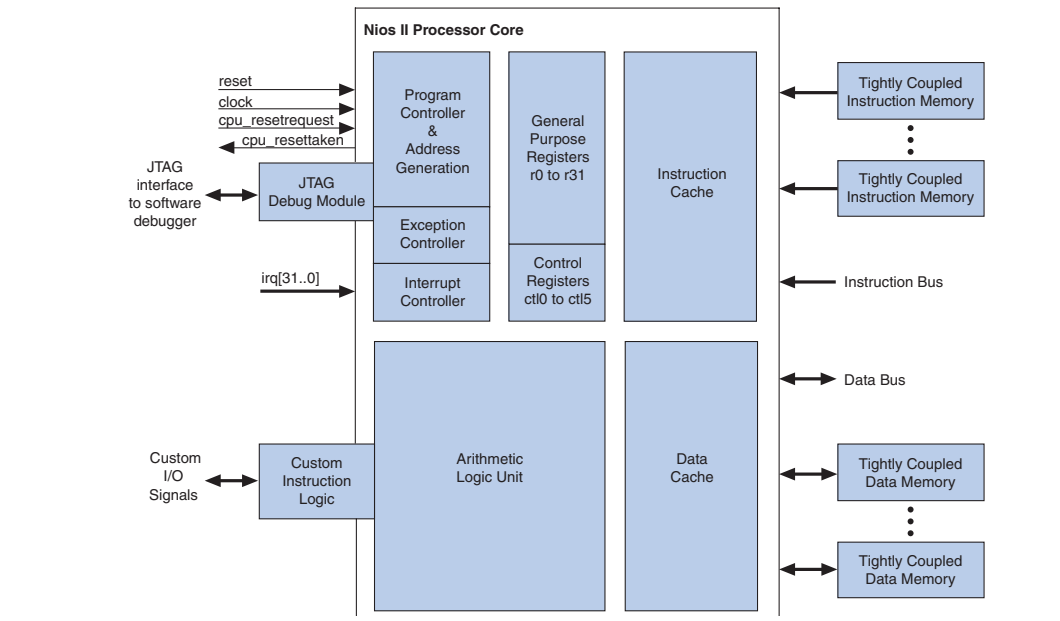 Nios II Processor Core
reset
clock
cpu_resetrequest
cpu_resettaken
JTAG
interface
to software
debugger
JTAG
Debug Module
irq[31..0]
Program
Controller
&
Address
Generation
Exception
Controller
Interrupt
Controller
General
Purpose
Registers
r0 to r31
Control
Registers
ctl0 to ctl5
Instruction
Cache
Tightly Coupled
Instruction Memory
Tightly Coupled
Instruction Memory
Instruction Bus
Data Bus
Custom
I/O
Signals
Custom
Instruction
Logic
Arithmetic
Logic Unit
Data
Cache
Tightly Coupled
Data Memory
Tightly Coupled
Data Memory